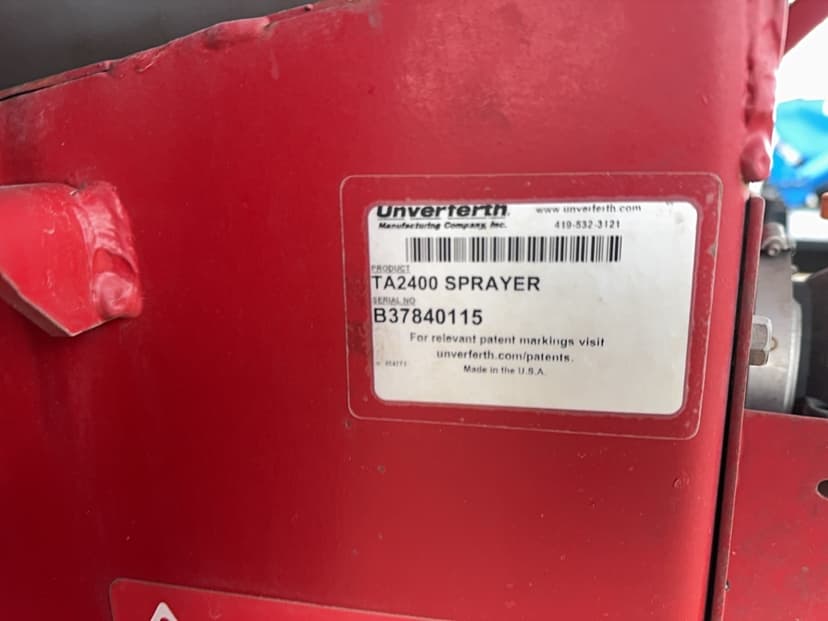 Unverferth www.unverferth.com
Manufacturing Company, Inc. 419-532-3121
PRODUCT
TA2400 SPRAYER
SERIAL NO
B37840115
For relevant patent markings visit
unverferth.com/patents.
Made in the U.S.A.